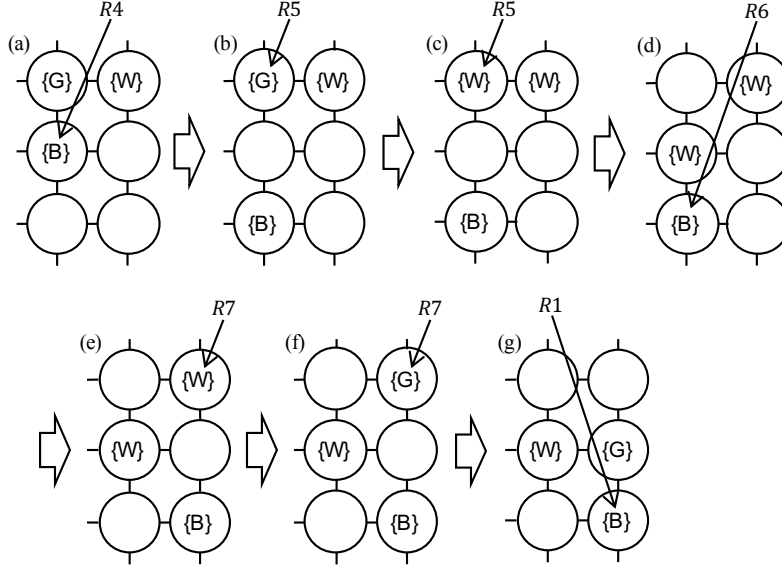 R4 R5 R5 R6
(a) (b) (c) (d)
{G} {W} {G} {W} {W} {W} {W}
{B} {W}
{B} {B} {B}
R7 R7 R1
(e) (f) (g)
{W} {G}
{W} {W} {W} {G}
{B} {B} {B}